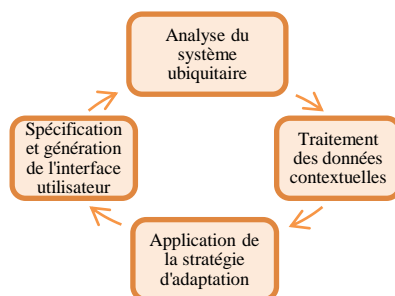 Analyse du
système
ubiquitaire
Traitement
des données
contextuelles
Application de
la stratégie
d'adaptation
Spécification
et génération
de l'interface
utilisateur